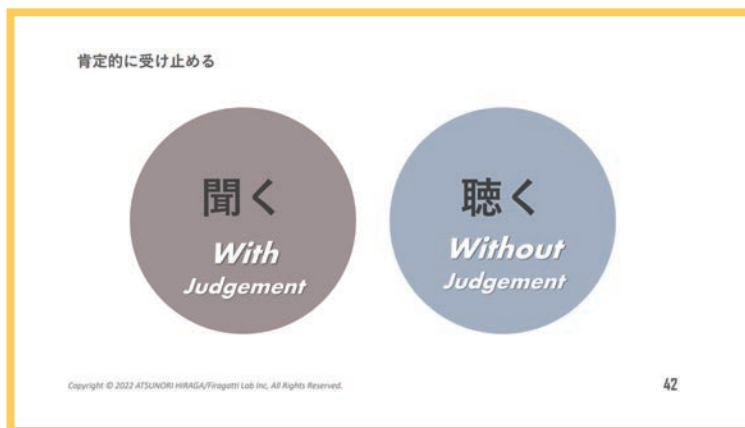 肯定的に受け止める
聞く
With
Judgement
聴く
Without
Judgement
Copyright © 2022 ATSUNORI HIRAGA/Firagotti Lab Inc, All Rights Reserved.
42